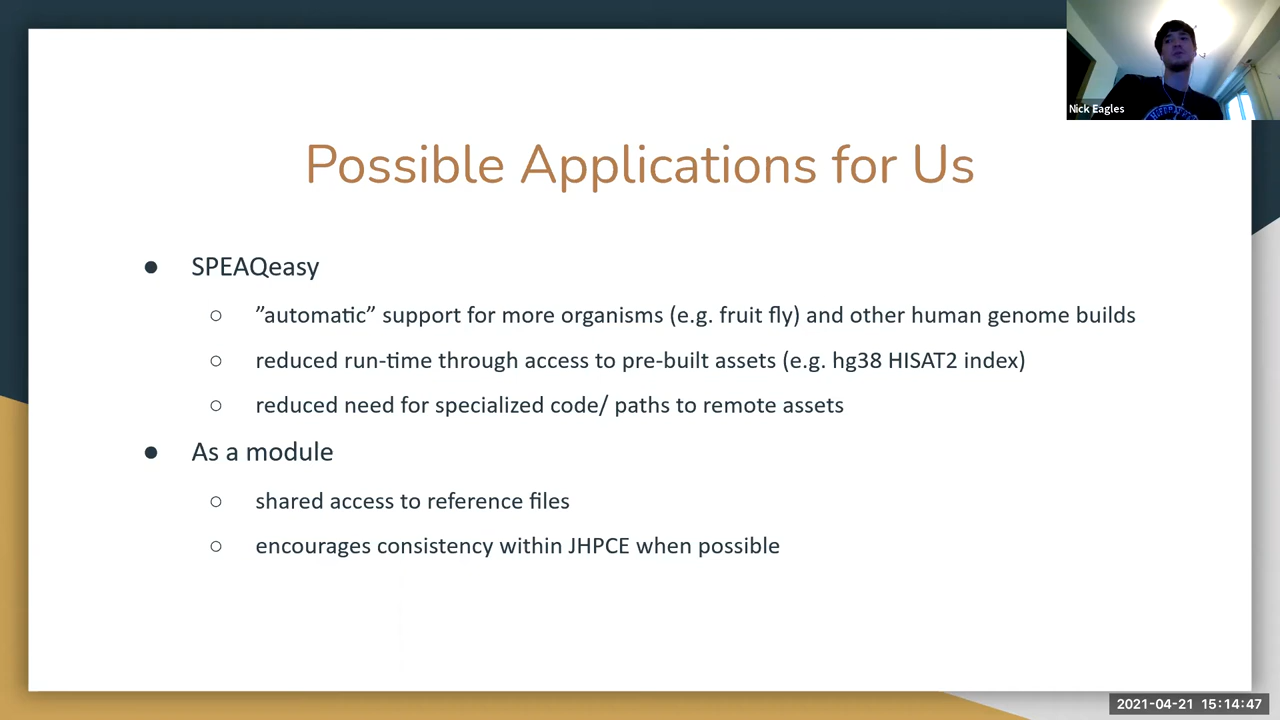 Nick Eagles
Possible Applications for Us
● SPEAQeasy
○ ”automatic” support for more organisms (e.g. fruit fly) and other human genome builds
○ reduced run-time through access to pre-built assets (e.g. hg38 HISAT2 index)
○ reduced need for specialized code/ paths to remote assets
● As a module
○ shared access to reference files
○ encourages consistency within JHPCE when possible
2021-04-21 15:14:47